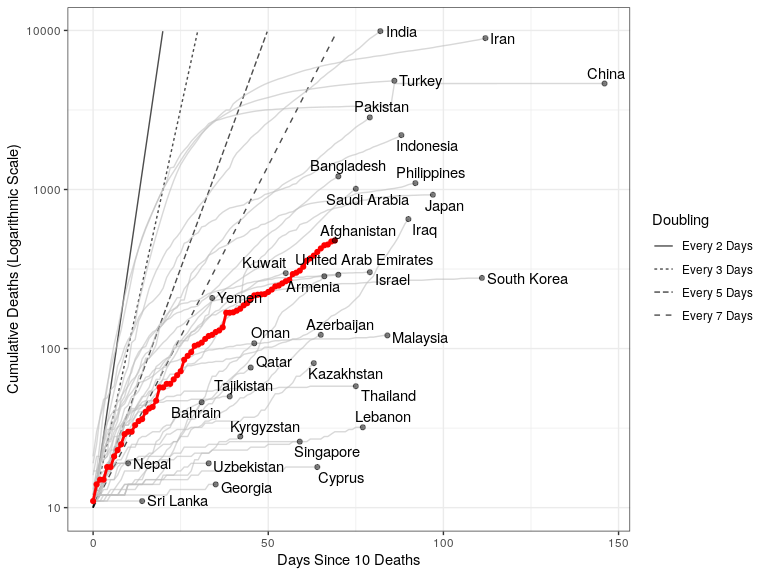 10000
1000
100
10
Cumulative Deaths (Logarithmic Scale)
India
Iran
China
Turkey
Pakistan
Indonesia
Bangladesh
Philippines
Saudi Arabia
Japan
Afghanistan
Iraq
Kuwait
United Arab Emirates
Armenia
Israel
South Korea
Yemen
Azerbaijan
Oman
Malaysia
Qatar
Kazakhstan
Tajikistan
Thailand
Bahrain
Lebanon
Kyrgyzstan
Singapore
Nepal
Uzbekistan
Cyprus
Georgia
Sri Lanka
0
50
100
150
Days Since 10 Deaths
Doubling
Every 2 Days
Every 3 Days
Every 5 Days
Every 7 Days